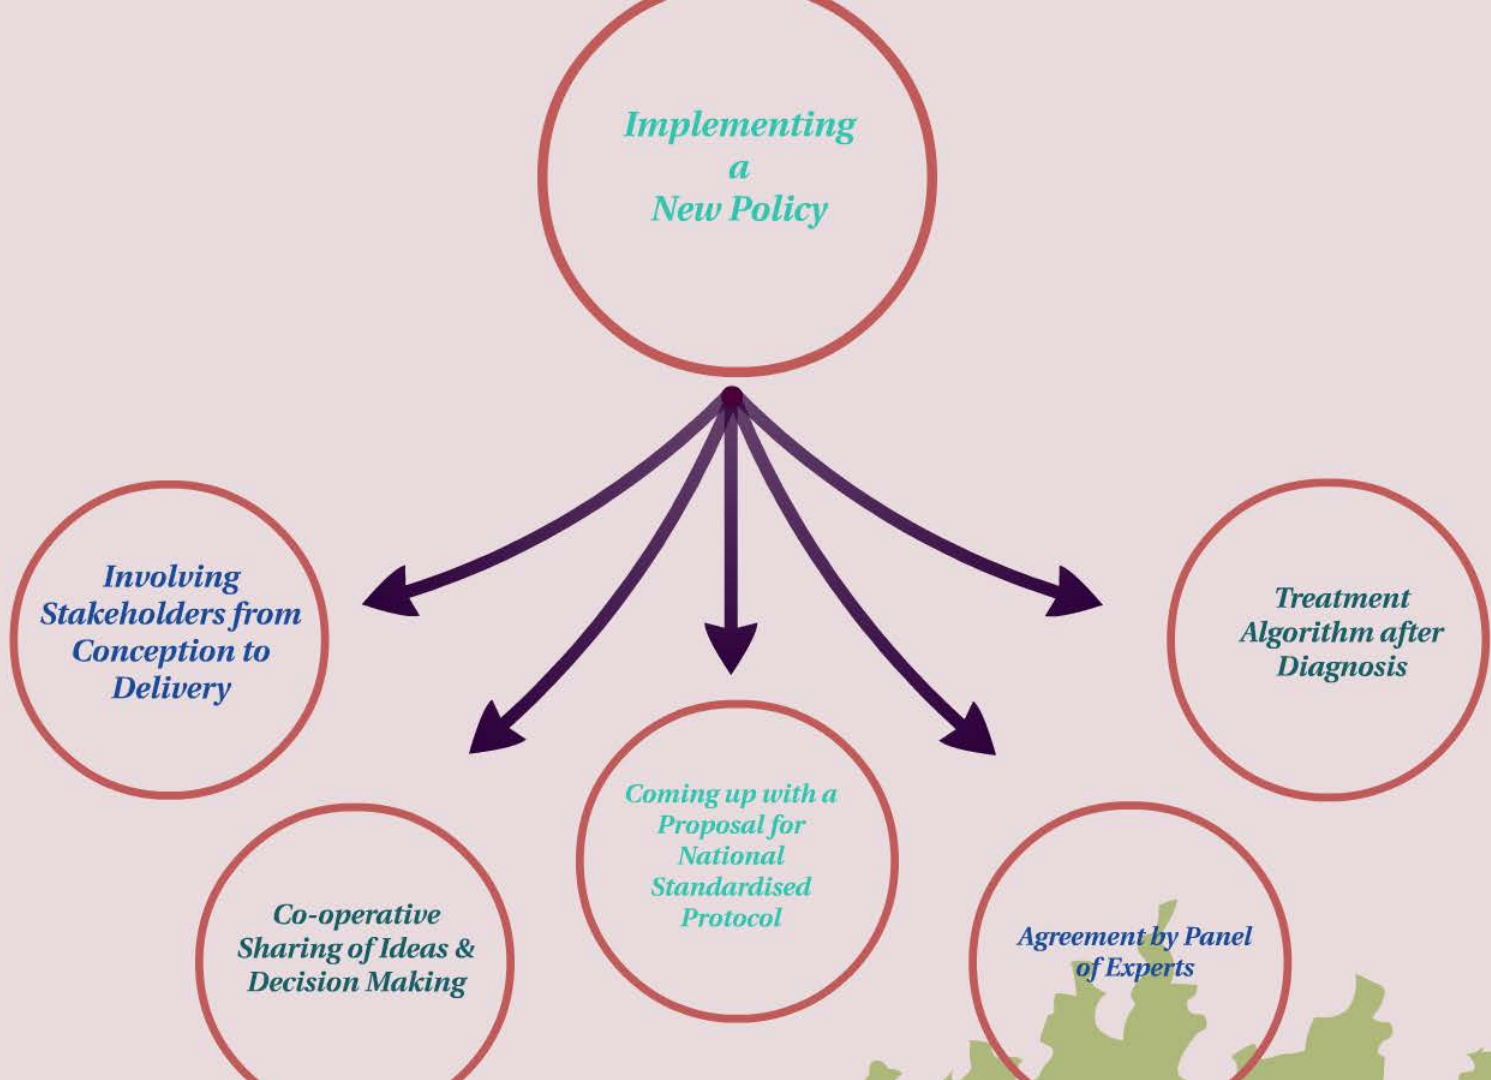 Implementing
a
New Policy
Involving
Stakeholders from
Conception to
Delivery
Co-operative
Sharing of Ideas &
Decision Making
Coming up with a
Proposal for
National
Standardised
Protocol
Agreement by Panel
of Experts
Treatment
Algorithm after
Diagnosis